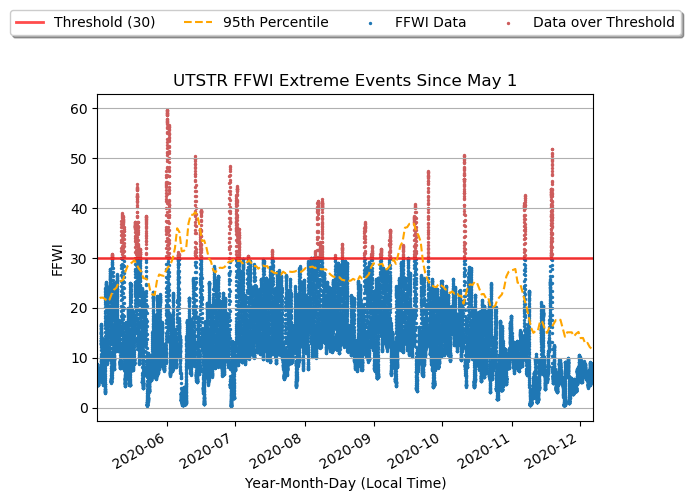 Threshold (30) 95th Percentile FFWI Data Data over Threshold
UTSTR FFWI Extreme Events Since May 1
60
50
40
30
20
10
0
FFWI
2020-06 2020-07 2020-08 2020-09 2020-10 2020-11 2020-12
Year-Month-Day (Local Time)